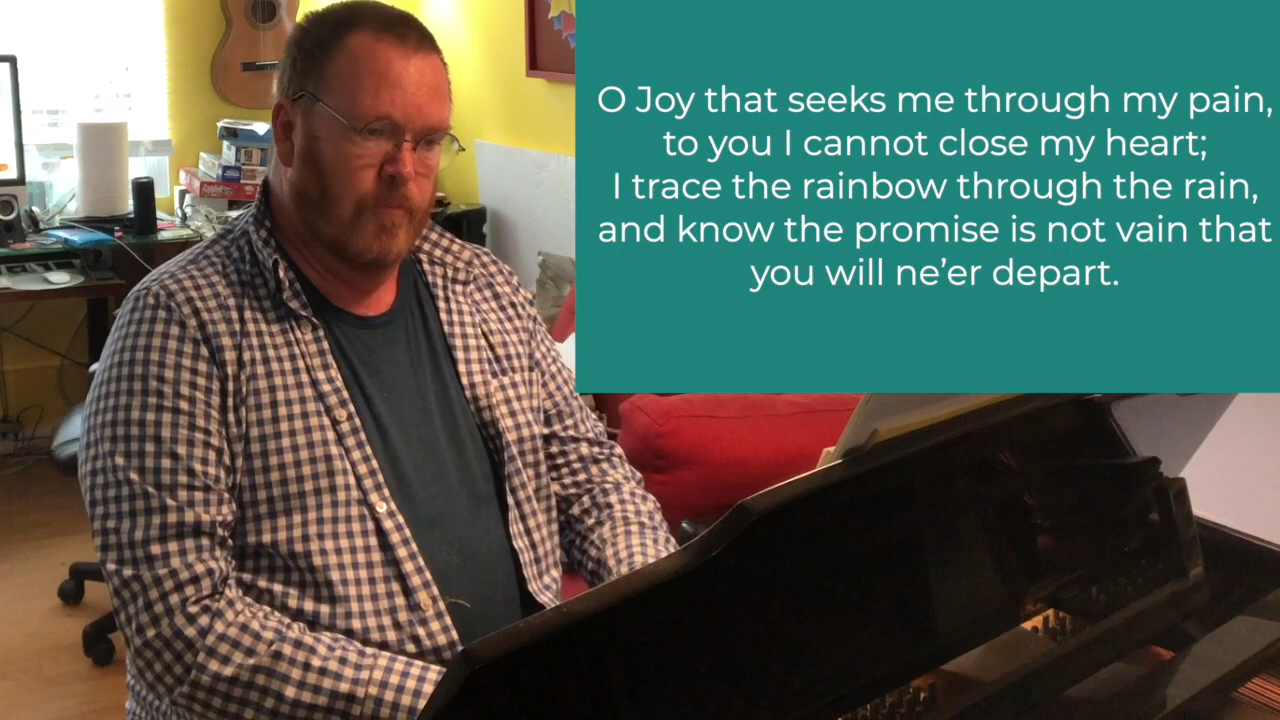 O Joy that seeks me through my pain,
to you I cannot close my heart;
I trace the rainbow through the rain,
and know the promise is not vain that
you will ne’er depart.